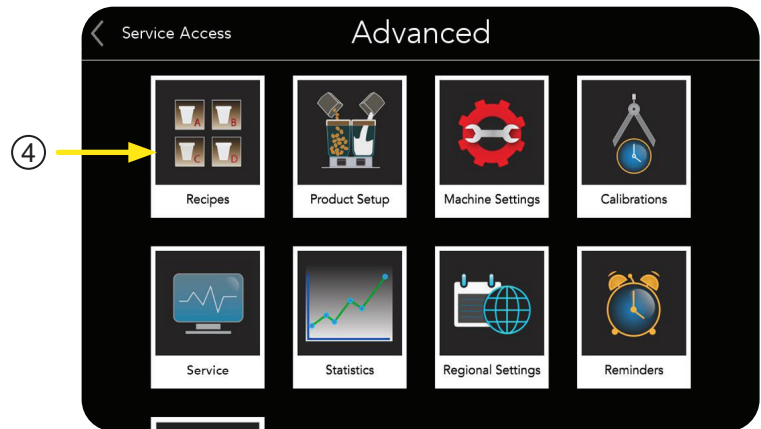 Service Access
Advanced
4
A
B
C
D
Recipes
Product Setup
Machine Settings
Calibrations
Service
Statistics
Regional Settings
Reminders